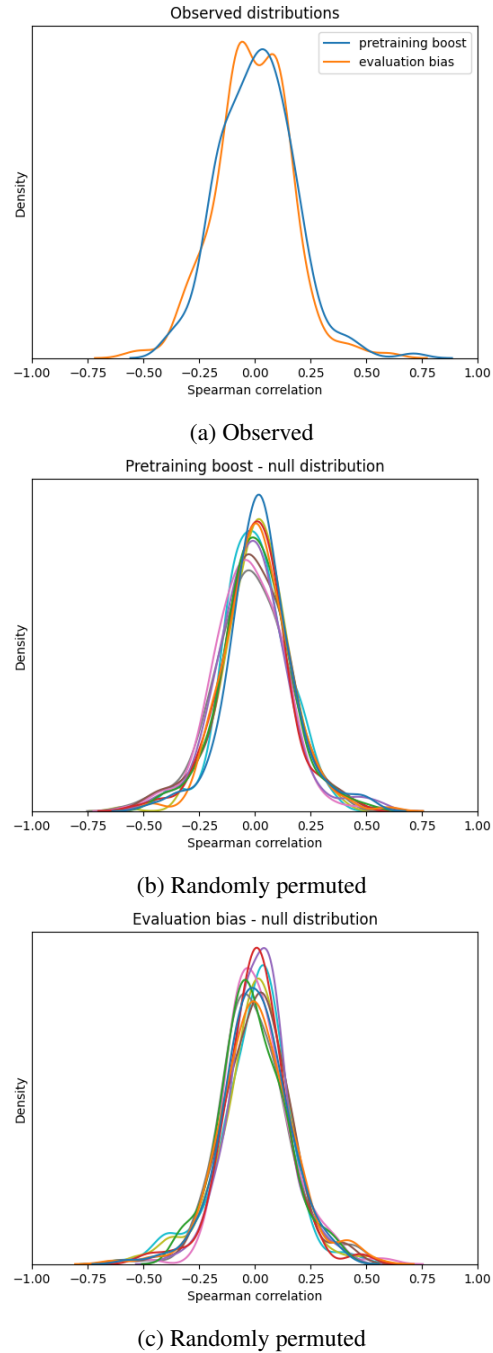 Observed distributions
pretraining boost
evaluation bias
Density
−1.00 −0.75 −0.50 −0.25 0.00 0.25 0.50 0.75 1.00
Spearman correlation
(a) Observed
Pretraining boost - null distribution
Density
−1.00 −0.75 −0.50 −0.25 0.00 0.25 0.50 0.75 1.00
Spearman correlation
(b) Randomly permuted
Evaluation bias - null distribution
Density
−1.00 −0.75 −0.50 −0.25 0.00 0.25 0.50 0.75 1.00
Spearman correlation
(c) Randomly permuted